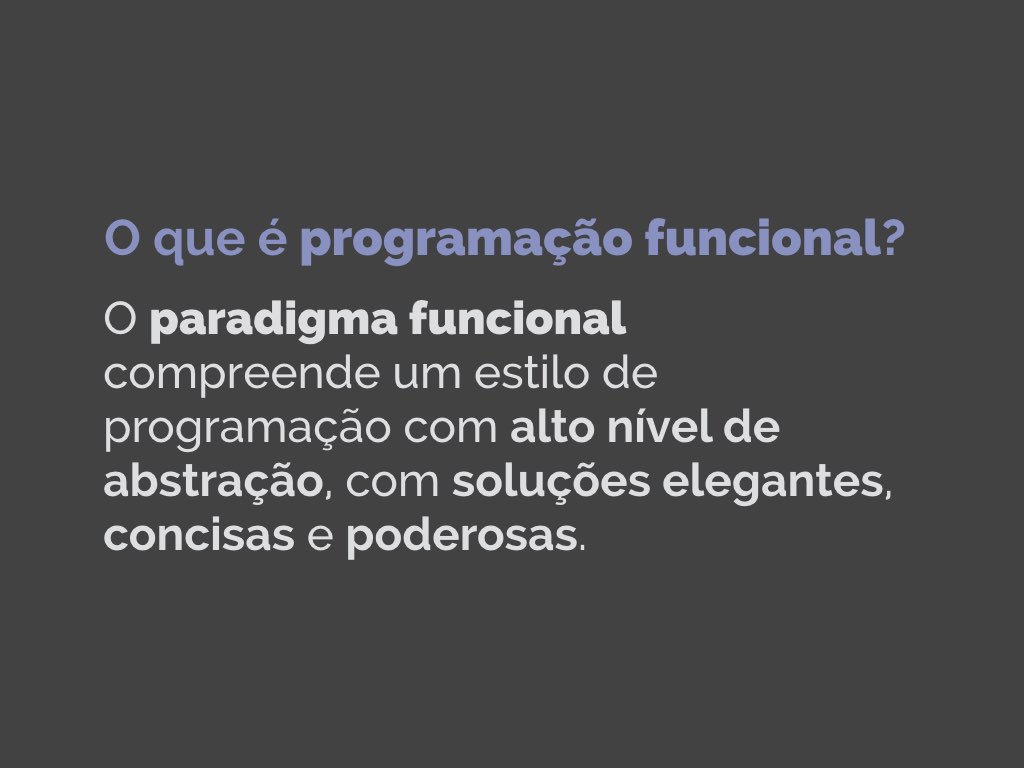 O que é programação funcional?
O paradigma funcional
compreende um estilo de
programação com alto nível de
abstração, com soluções elegantes,
concisas e poderosas.